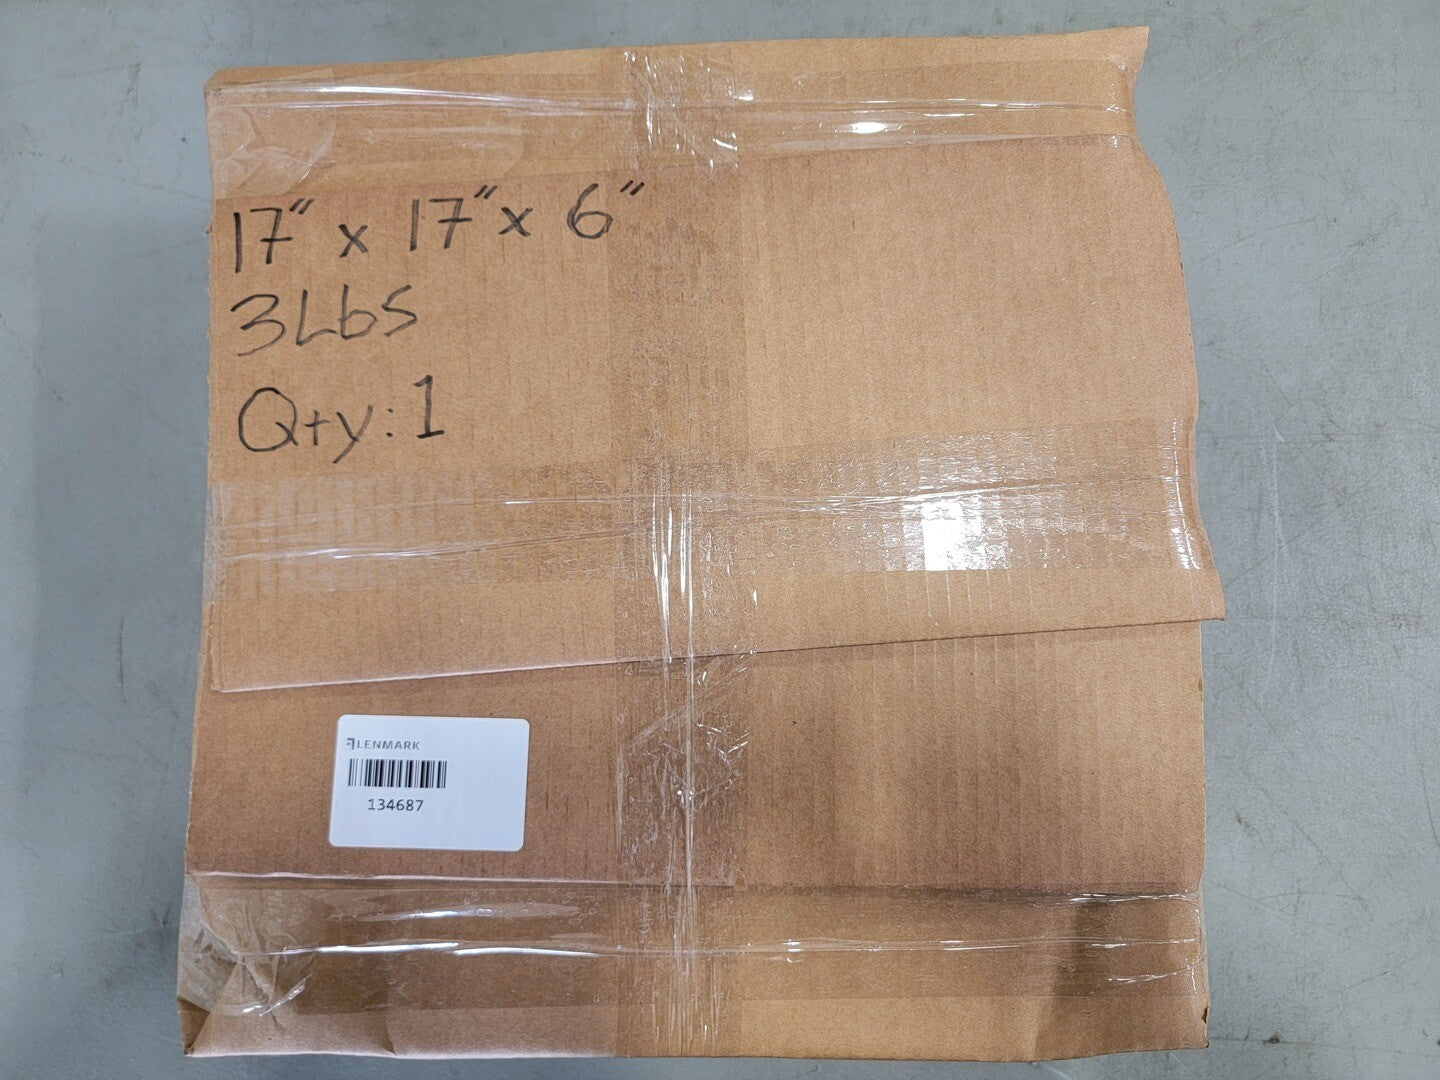 17" x 17" x 6"
3Lbs
Qty: 1
LENMARK
134687